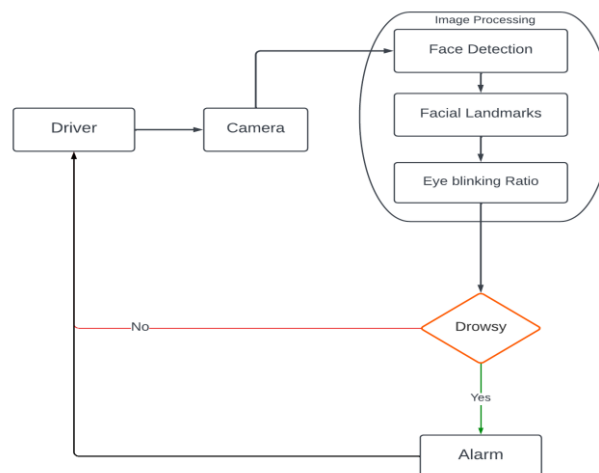 Image Processing
Face Detection
Driver
Camera
Facial Landmarks
Eye blinking Ratio
Drowsy
No
Yes
Alarm